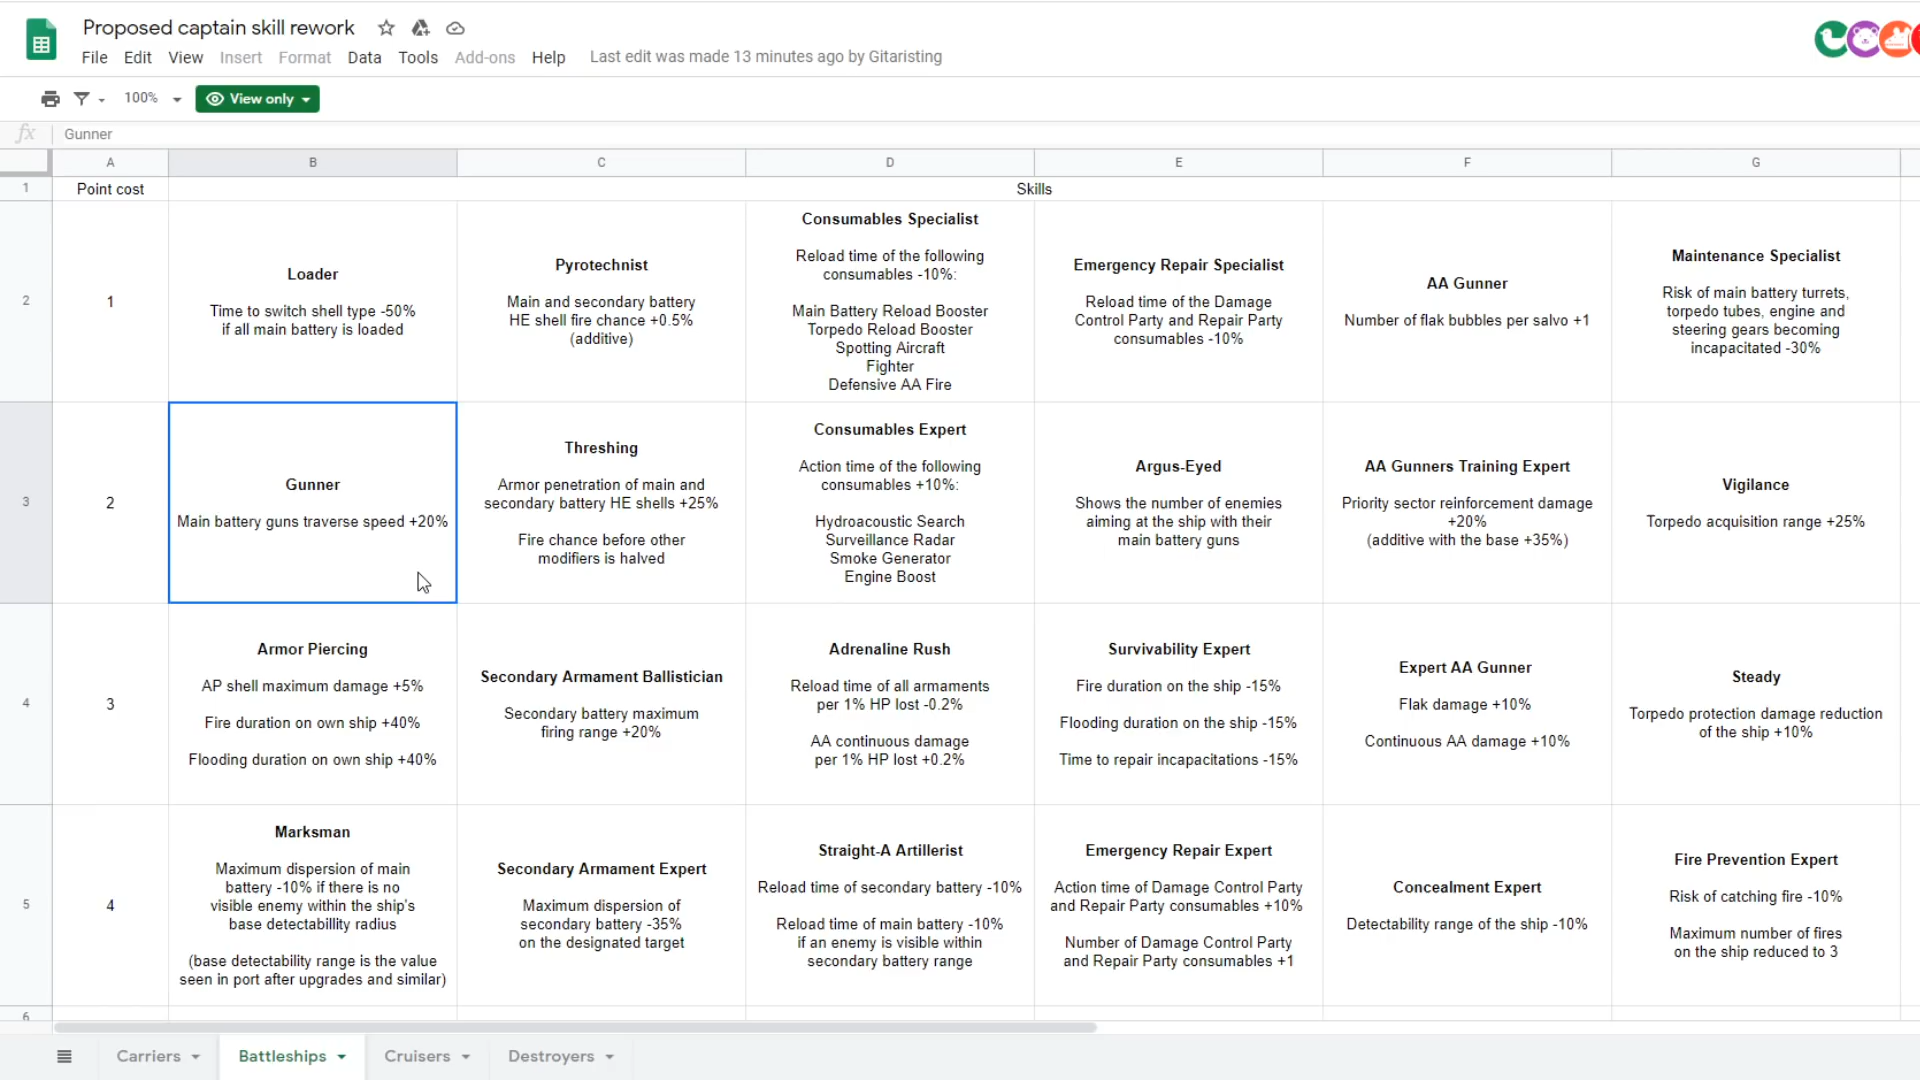 Proposed captain skill rework
File Edit View Insert Format Data Tools Add-ons Help Last edit was made 13 minutes ago by Gitaristing
100% View only
fx Gunner
A B C D E F G
1 Point cost Skills
2
1
Loader
Time to switch shell type -50%
if all main battery is loaded
Pyrotechnist
Main and secondary battery
HE shell fire chance +0.5%
(additive)
Consumables Specialist
Reload time of the following
consumables -10%:
Main Battery Reload Booster
Torpedo Reload Booster
Spotting Aircraft
Fighter
Defensive AA Fire
Emergency Repair Specialist
Reload time of the Damage
Control Party and Repair Party
consumables -10%
AA Gunner
Number of flak bubbles per salvo +1
Maintenance Specialist
Risk of main battery turrets,
torpedo tubes, engine and
steering gears becoming
incapacitated -30%
3
2
Gunner
Main battery guns traverse speed +20%
Threshing
Armor penetration of main and
secondary battery HE shells +25%
Fire chance before other
modifiers is halved
Consumables Expert
Action time of the following
consumables +10%:
Hydroacoustic Search
Surveillance Radar
Smoke Generator
Engine Boost
Argus-Eyed
Shows the number of enemies
aiming at the ship with their
main battery guns
AA Gunners Training Expert
Priority sector reinforcement damage
+20%
(additive with the base +35%)
Vigilance
Torpedo acquisition range +25%
4
3
Armor Piercing
AP shell maximum damage +5%
Fire duration on own ship +40%
Flooding duration on own ship +40%
Secondary Armament Ballistician
Secondary battery maximum
firing range +20%
Adrenaline Rush
Reload time of all armaments
per 1% HP lost -0.2%
AA continuous damage
per 1% HP lost +0.2%
Survivability Expert
Fire duration on the ship -15%
Flooding duration on the ship -15%
Time to repair incapacitations -15%
Expert AA Gunner
Flak damage +10%
Continuous AA damage +10%
Steady
Torpedo protection damage reduction
of the ship +10%
5
4
Marksman
Maximum dispersion of main
battery -10% if there is no
visible enemy within the ship's
base detectabillity radius
(base detectability range is the value
seen in port after upgrades and similar)
Secondary Armament Expert
Maximum dispersion of
secondary battery -35%
on the designated target
Straight-A Artillerist
Reload time of secondary battery -10%
Reload time of main battery -10%
if an enemy is visible within
secondary battery range
Emergency Repair Expert
Action time of Damage Control Party
and Repair Party consumables +10%
Number of Damage Control Party
and Repair Party consumables +1
Concealment Expert
Detectability range of the ship -10%
Fire Prevention Expert
Risk of catching fire -10%
Maximum number of fires
on the ship reduced to 3
6
Carriers Battleships Cruisers Destroyers